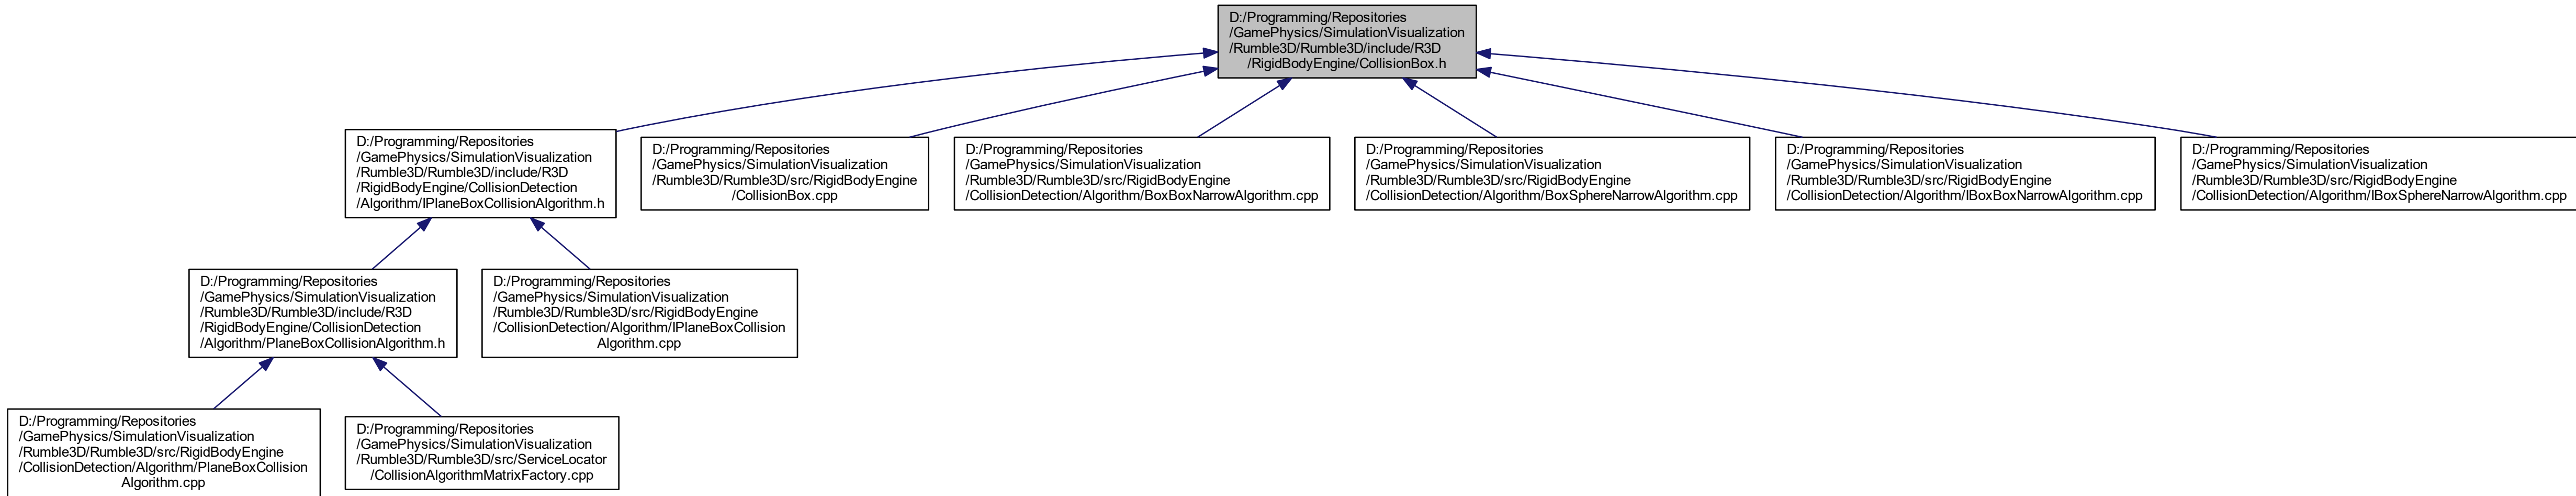 D:/Programming/Repositories
/GamePhysics/SimulationVisualization
/Rumble3D/Rumble3D/include/R3D
/RigidBodyEngine/CollisionBox.h
D:/Programming/Repositories
/GamePhysics/SimulationVisualization
/Rumble3D/Rumble3D/include/R3D
/RigidBodyEngine/CollisionDetection
/Algorithm/IPlaneBoxCollisionAlgorithm.h
D:/Programming/Repositories
/GamePhysics/SimulationVisualization
/Rumble3D/Rumble3D/src/RigidBodyEngine
/CollisionBox.cpp
D:/Programming/Repositories
/GamePhysics/SimulationVisualization
/Rumble3D/Rumble3D/src/RigidBodyEngine
/CollisionDetection/Algorithm/BoxBoxNarrowAlgorithm.cpp
D:/Programming/Repositories
/GamePhysics/SimulationVisualization
/Rumble3D/Rumble3D/src/RigidBodyEngine
/CollisionDetection/Algorithm/BoxSphereNarrowAlgorithm.cpp
D:/Programming/Repositories
/GamePhysics/SimulationVisualization
/Rumble3D/Rumble3D/src/RigidBodyEngine
/CollisionDetection/Algorithm/IBoxBoxNarrowAlgorithm.cpp
D:/Programming/Repositories
/GamePhysics/SimulationVisualization
/Rumble3D/Rumble3D/src/RigidBodyEngine
/CollisionDetection/Algorithm/IBoxSphereNarrowAlgorithm.cpp
D:/Programming/Repositories
/GamePhysics/SimulationVisualization
/Rumble3D/Rumble3D/include/R3D
/RigidBodyEngine/CollisionDetection
/Algorithm/PlaneBoxCollisionAlgorithm.h
D:/Programming/Repositories
/GamePhysics/SimulationVisualization
/Rumble3D/Rumble3D/src/RigidBodyEngine
/CollisionDetection/Algorithm/IPlaneBoxCollision
Algorithm.cpp
D:/Programming/Repositories
/GamePhysics/SimulationVisualization
/Rumble3D/Rumble3D/src/RigidBodyEngine
/CollisionDetection/Algorithm/PlaneBoxCollision
Algorithm.cpp
D:/Programming/Repositories
/GamePhysics/SimulationVisualization
/Rumble3D/Rumble3D/src/ServiceLocator
/CollisionAlgorithmMatrixFactory.cpp